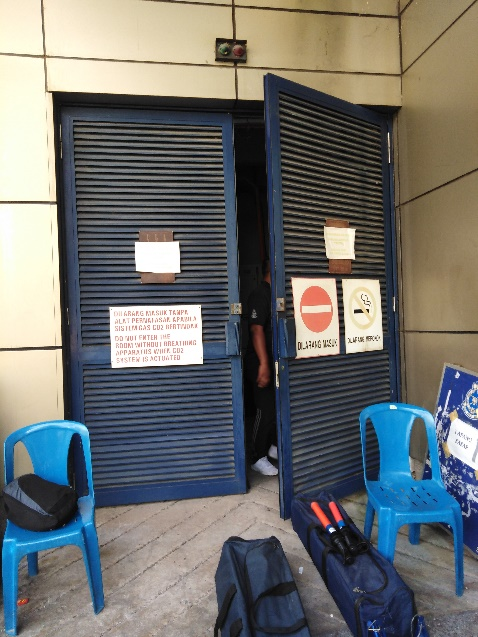 DILARANG MASUK TANPA
ALAT PERNAFASAN APABILA
SISTEM GAS CO2 BERTINDAK
DO NOT ENTER THE
ROOM WITHOUT BREATHING
APPARATUS WHEN CO2
SYSTEM IS ACTUATED
DILARANG MASUK
DILARANG MEROKOK